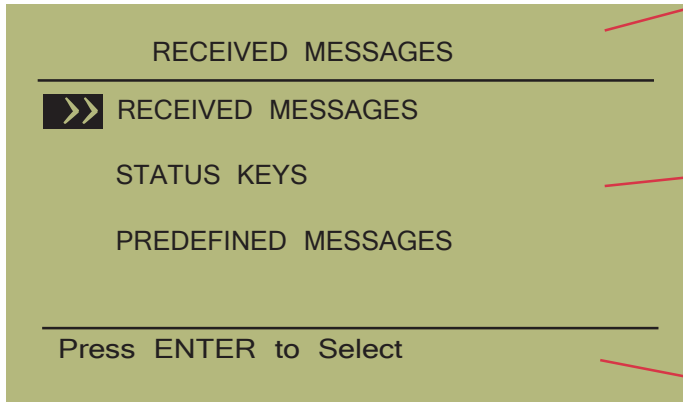 RECEIVED MESSAGES
>> RECEIVED MESSAGES
STATUS KEYS
PREDEFINED MESSAGES
Press ENTER to Select